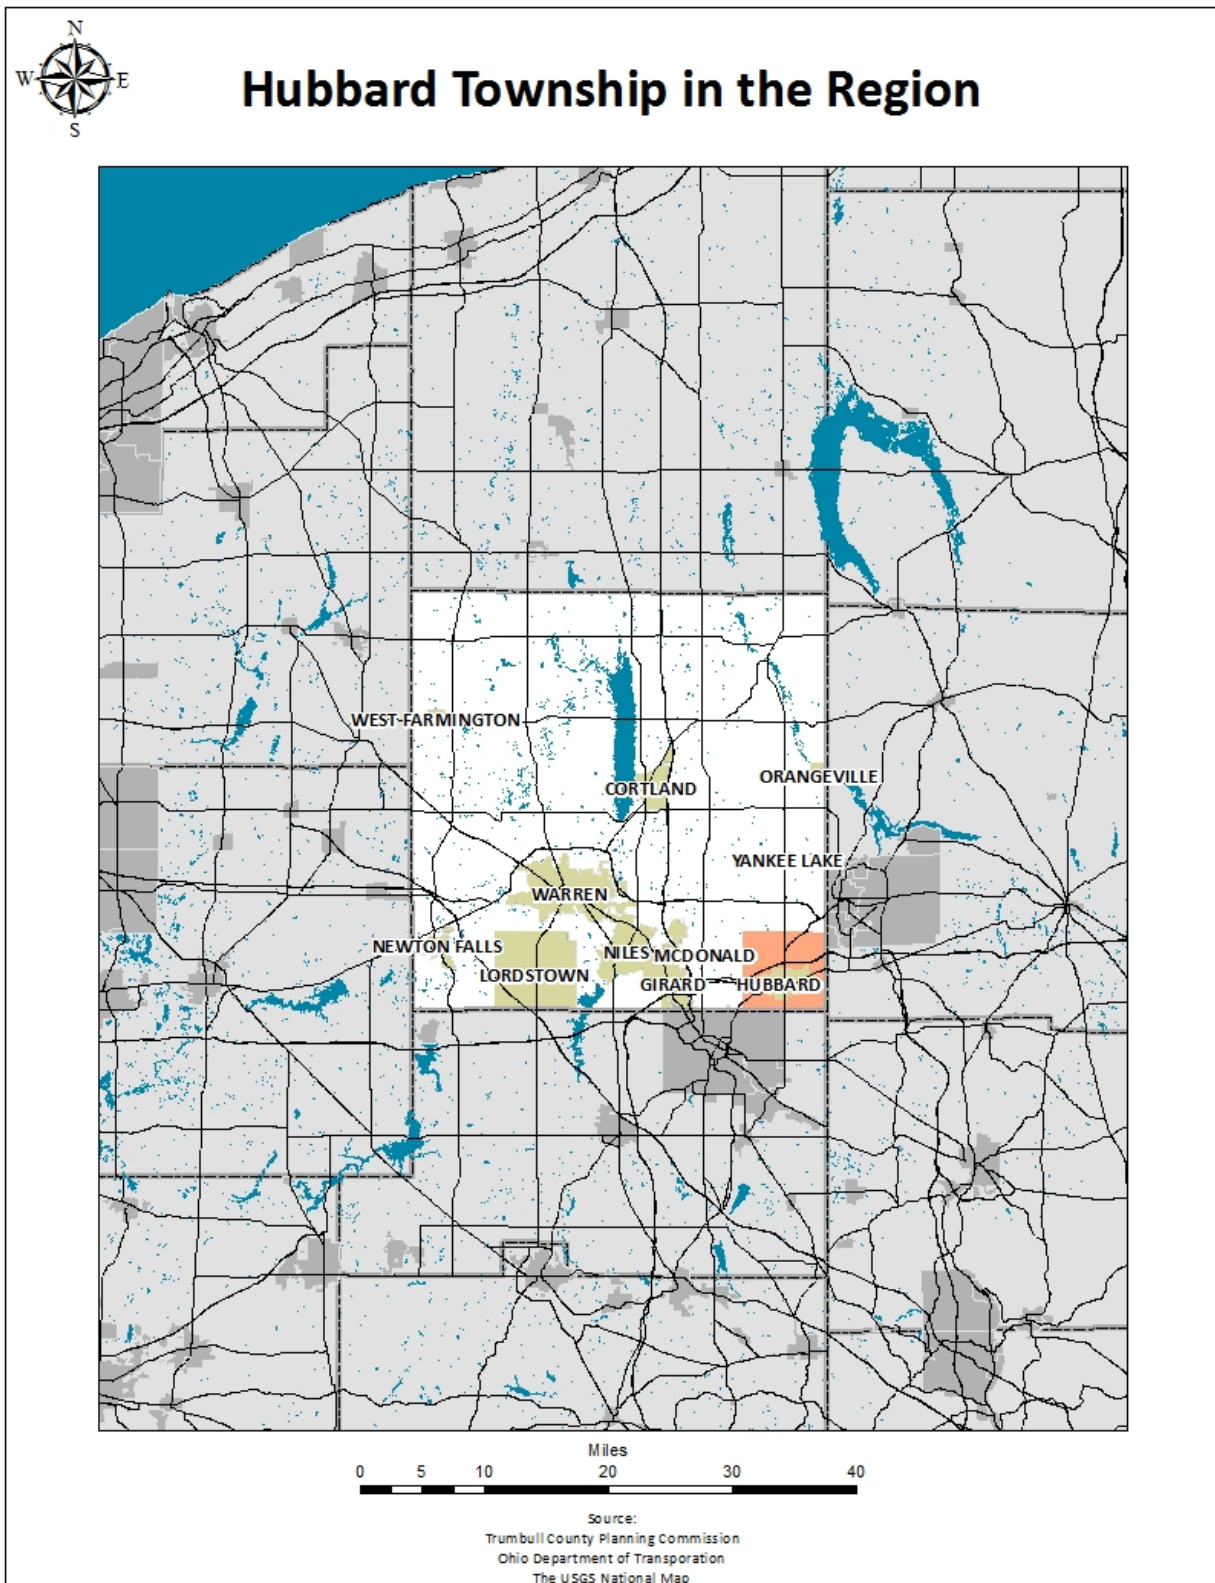 N
W E
S
Hubbard Township in the Region
WEST FARMINGTON
ORANGEVILLE
CORTLAND
YANKEE LAKE
WARREN
NEWTON FALLS
NILES MCDONALD
LORDSTOWN
GIRARD HUBBARD
Miles
0 5 10 20 30 40
Source:
Trumbull County Planning Commission
Ohio Department of Transporation
The USGS National Map